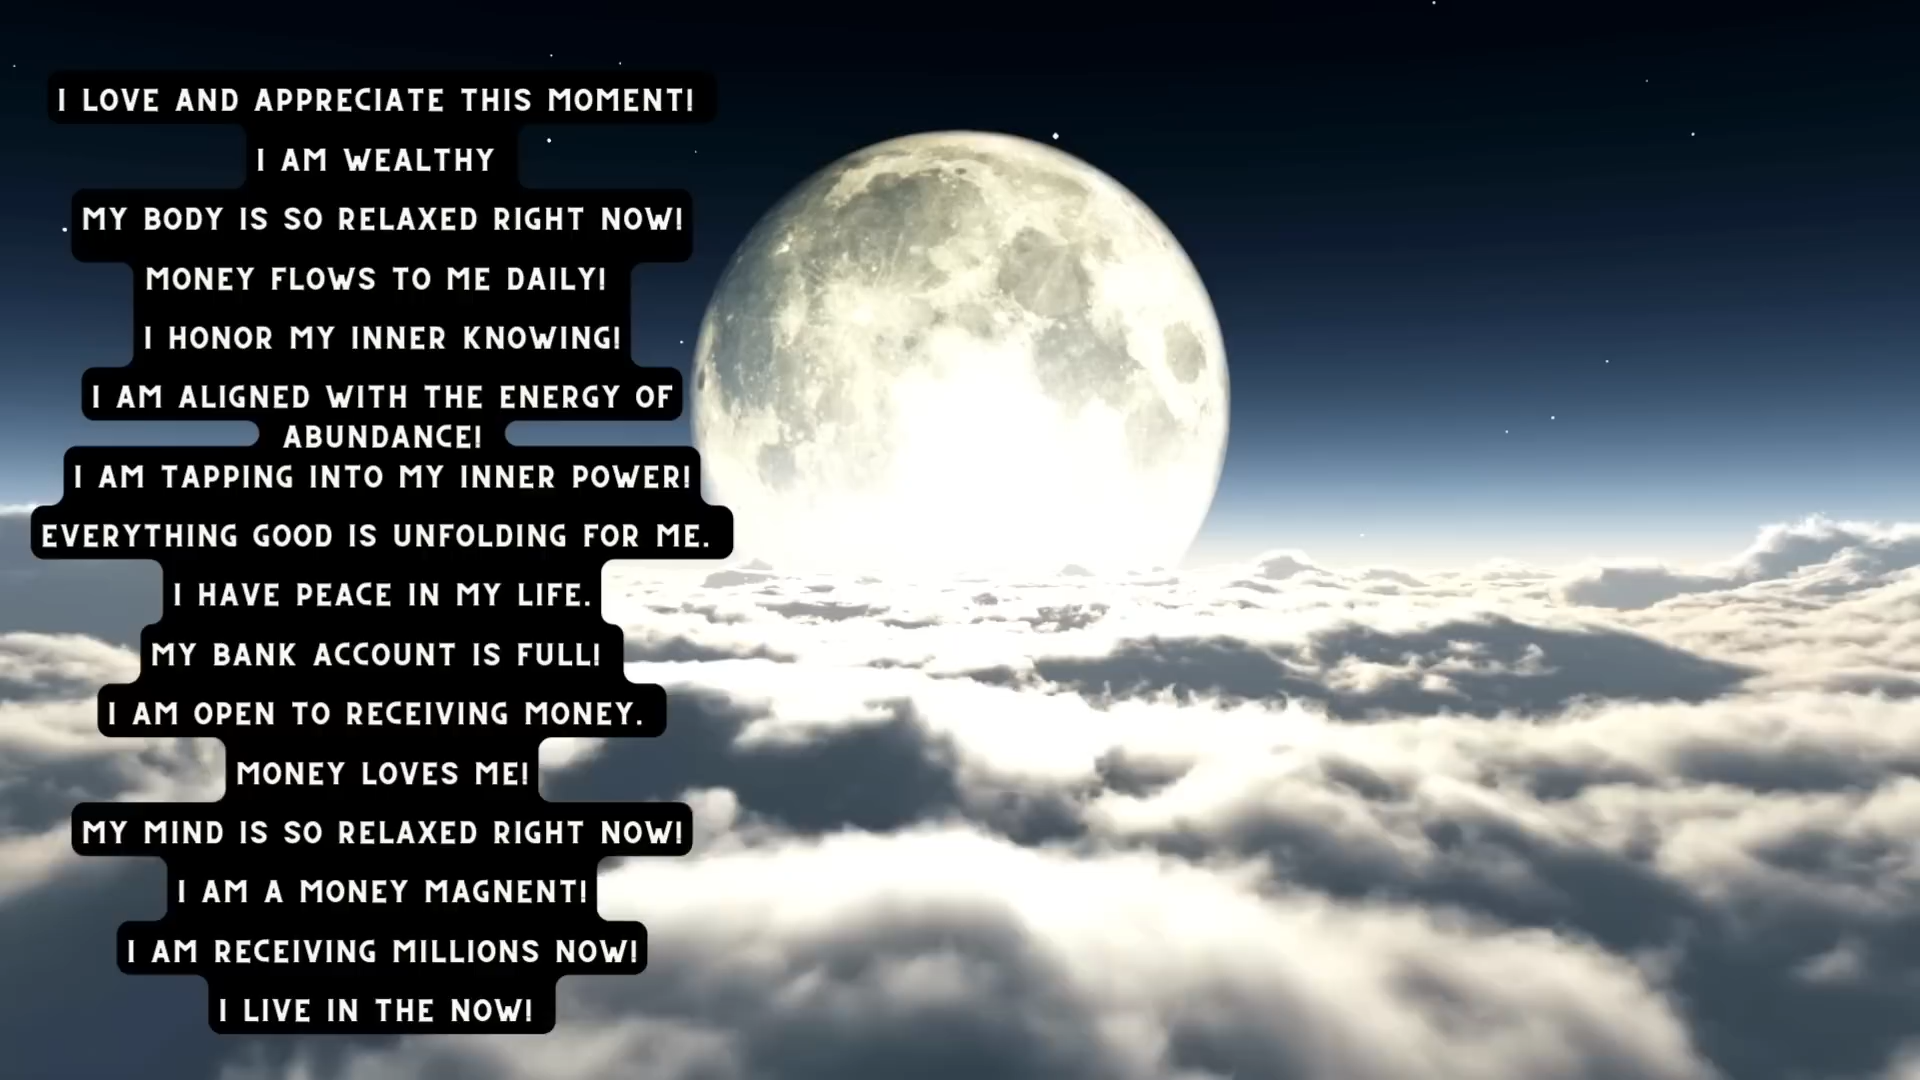 I LOVE AND APPRECIATE THIS MOMENT!
I AM WEALTHY
MY BODY IS SO RELAXED RIGHT NOW!
MONEY FLOWS TO ME DAILY!
I HONOR MY INNER KNOWING!
I AM ALIGNED WITH THE ENERGY OF
ABUNDANCE!
I AM TAPPING INTO MY INNER POWER!
EVERYTHING GOOD IS UNFOLDING FOR ME.
I HAVE PEACE IN MY LIFE.
MY BANK ACCOUNT IS FULL!
I AM OPEN TO RECEIVING MONEY.
MONEY LOVES ME!
MY MIND IS SO RELAXED RIGHT NOW!
I AM A MONEY MAGNENT!
I AM RECEIVING MILLIONS NOW!
I LIVE IN THE NOW!